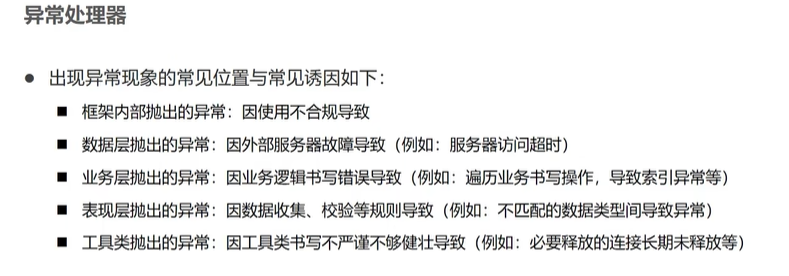 异常处理器
● 出现异常现象的常见位置与常见诱因如下：
■ 框架内部抛出的异常：因使用不合规导致
■ 数据层抛出的异常：因外部服务器故障导致（例如：服务器访问超时）
■ 业务层抛出的异常：因业务逻辑书写错误导致（例如：遍历业务书写操作，导致索引异常等）
■ 表现层抛出的异常：因数据收集、校验等规则导致（例如：不匹配的数据类型间导致异常）
■ 工具类抛出的异常：因工具类书写不严谨不够健壮导致（例如：必要释放的连接长期未释放等）